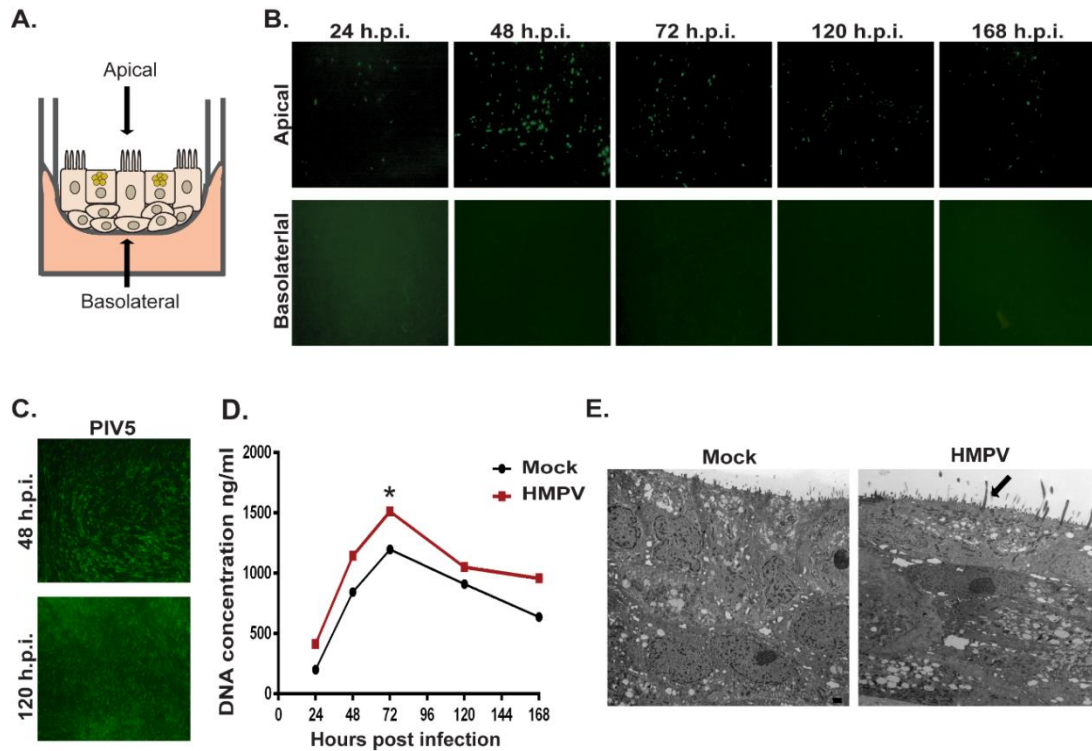 A.
Apical
Basolateral
B.
24 h.p.i. 48 h.p.i. 72 h.p.i. 120 h.p.i. 168 h.p.i.
Apical
Basolaterlal
C.
PIV5
48 h.p.i.
120 h.p.i.
D.
DNA concentration ng/ml
2000
1500
1000
500
0
0 24 48 72 96 120 144 168
Hours post infection
Mock
HMPV
*
E.
Mock HMPV